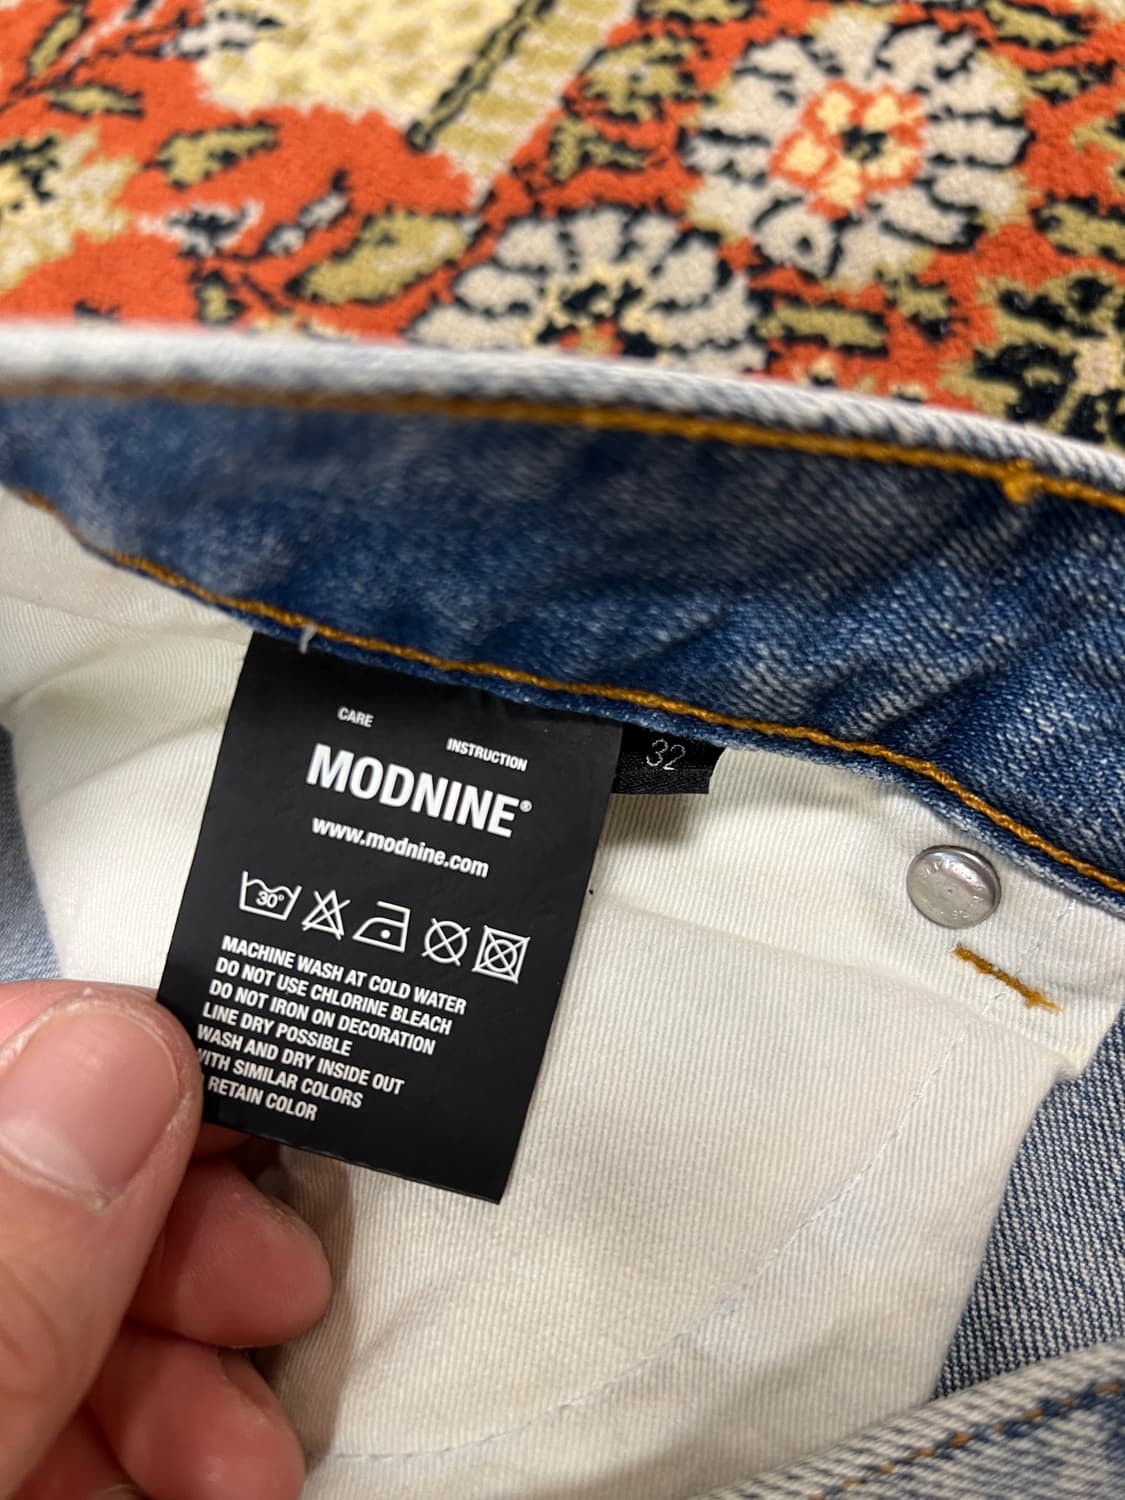 CARE
INSTRUCTION
MODNINE®
www.modnine.com
30°
MACHINE WASH AT COLD WATER
DO NOT USE CHLORINE BLEACH
DO NOT IRON ON DECORATION
LINE DRY POSSIBLE
WASH AND DRY INSIDE OUT
WITH SIMILAR COLORS
RETAIN COLOR
32